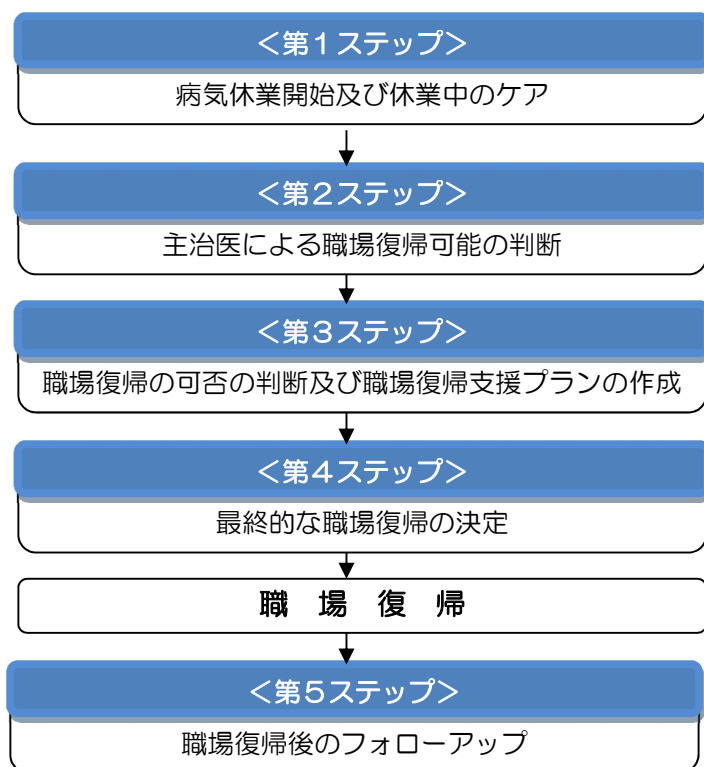 ＜第１ステップ＞
病気休業開始及び休業中のケア
＜第２ステップ＞
主治医による職場復帰可能の判断
＜第３ステップ＞
職場復帰の可否の判断及び職場復帰支援プランの作成
＜第４ステップ＞
最終的な職場復帰の決定
職　場　復　帰
＜第５ステップ＞
職場復帰後のフォローアップ